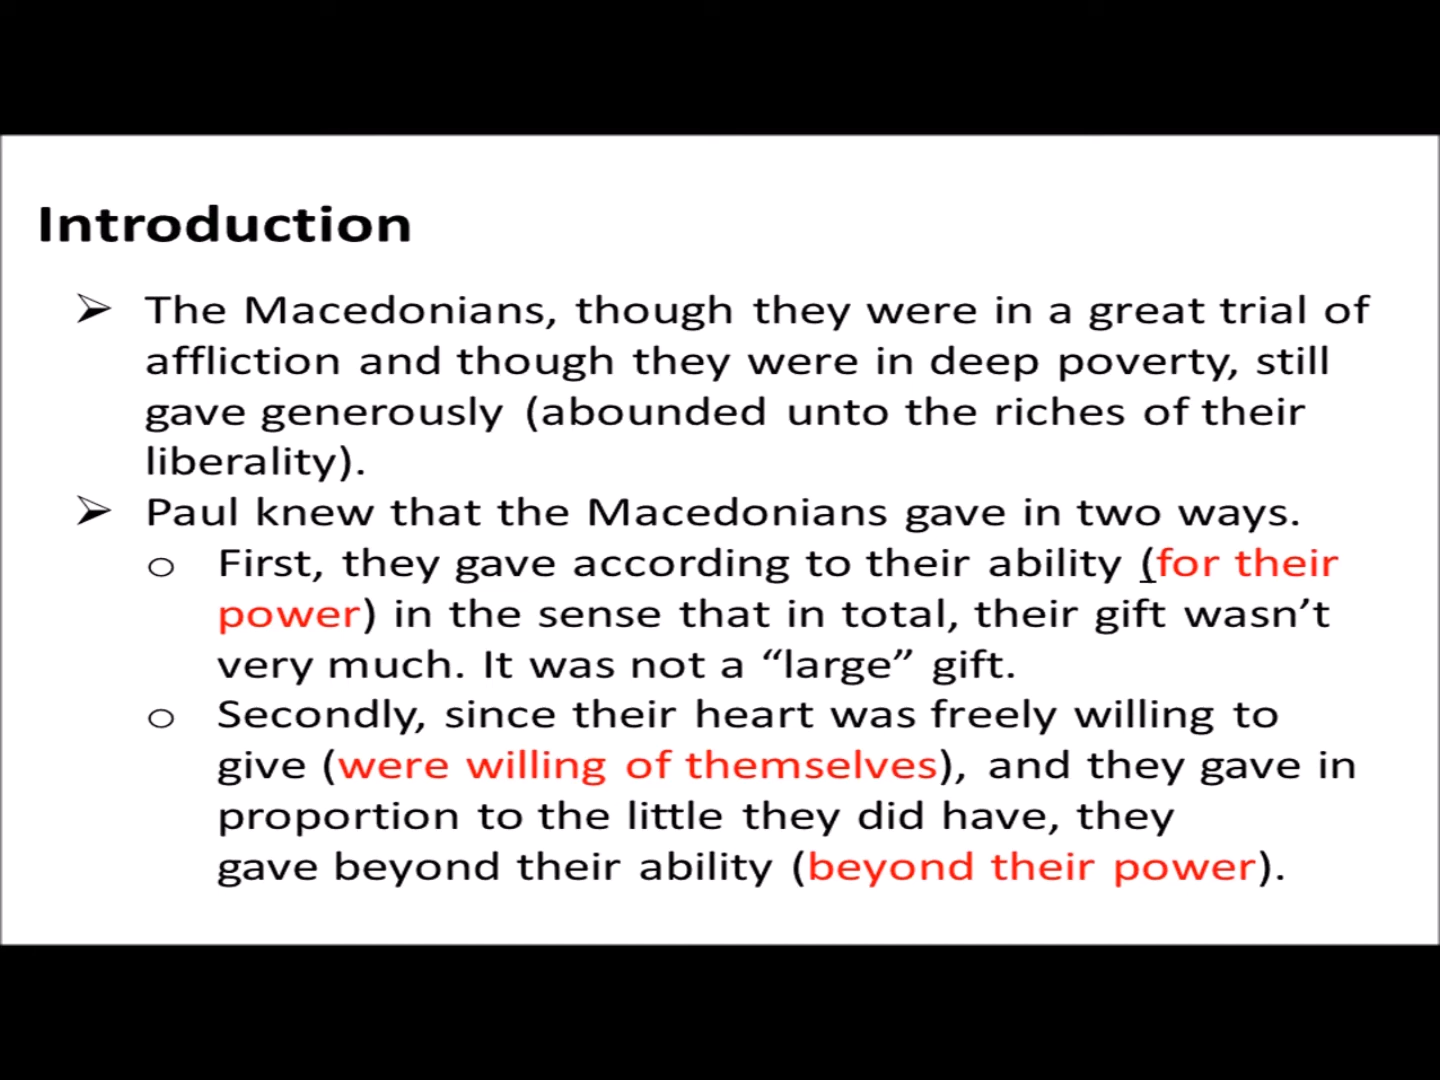 Introduction
➢ The Macedonians, though they were in a great trial of
affliction and though they were in deep poverty, still
gave generously (abounded unto the riches of their
liberality).
➢ Paul knew that the Macedonians gave in two ways.
o First, they gave according to their ability (for their
power) in the sense that in total, their gift wasn’t
very much. It was not a “large” gift.
o Secondly, since their heart was freely willing to
give (were willing of themselves), and they gave in
proportion to the little they did have, they
gave beyond their ability (beyond their power).